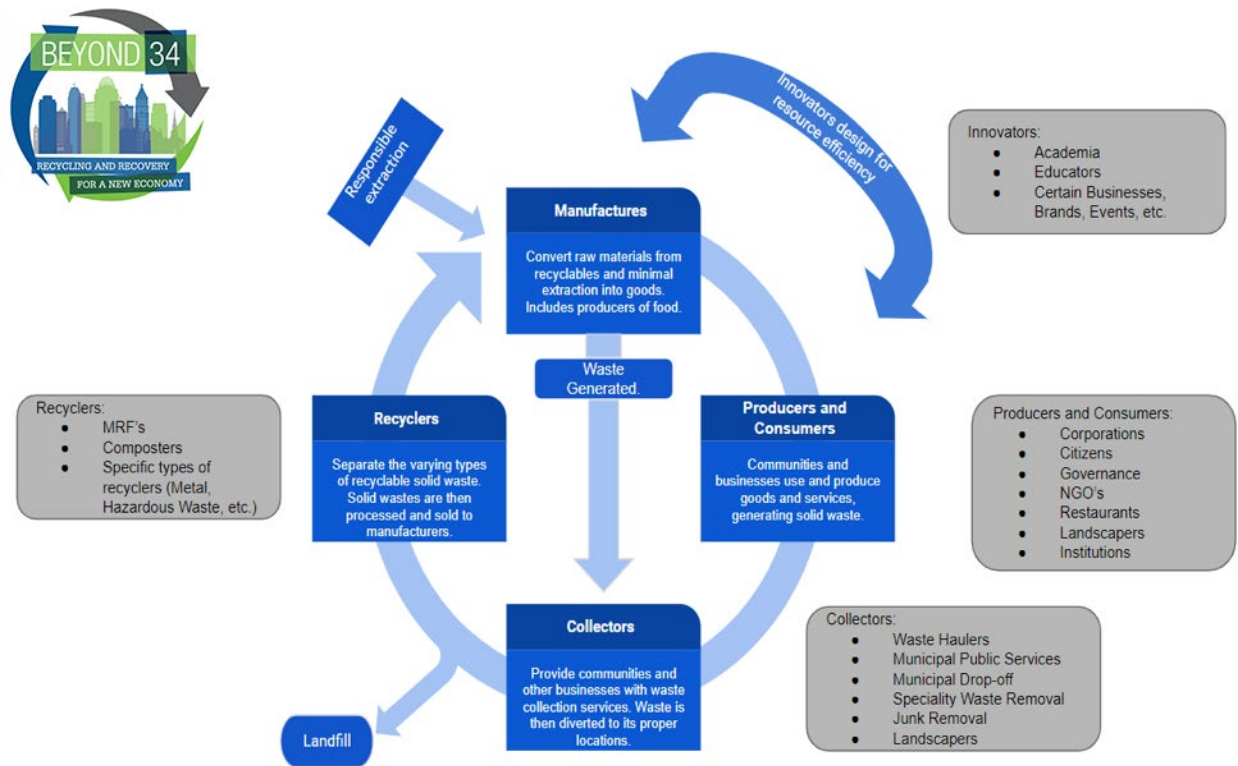 BEYOND 34
RECYCLING AND RECOVERY
FOR A NEW ECONOMY
Responsible
extraction
Innovators design for
resource efficiency
Innovators:
● Academia
● Educators
● Certain Businesses,
Brands, Events, etc.
Manufactures
Convert raw materials from
recyclables and minimal
extraction into goods.
Includes producers of food.
Waste
Generated.
Recyclers:
● MRF's
● Composters
● Specific types of
recyclers (Metal,
Hazardous Waste, etc.)
Recyclers
Separate the varying types
of recyclable solid waste.
Solid wastes are then
processed and sold to
manufacturers.
Producers and
Consumers
Communities and
businesses use and produce
goods and services,
generating solid waste.
Producers and Consumers:
● Corporations
● Citizens
● Governance
● NGO's
● Restaurants
● Landscapers
● Institutions
Collectors
Provide communities and
other businesses with waste
collection services. Waste is
then diverted to its proper
locations.
Collectors:
● Waste Haulers
● Municipal Public Services
● Municipal Drop-off
● Speciality Waste Removal
● Junk Removal
● Landscapers
Landfill